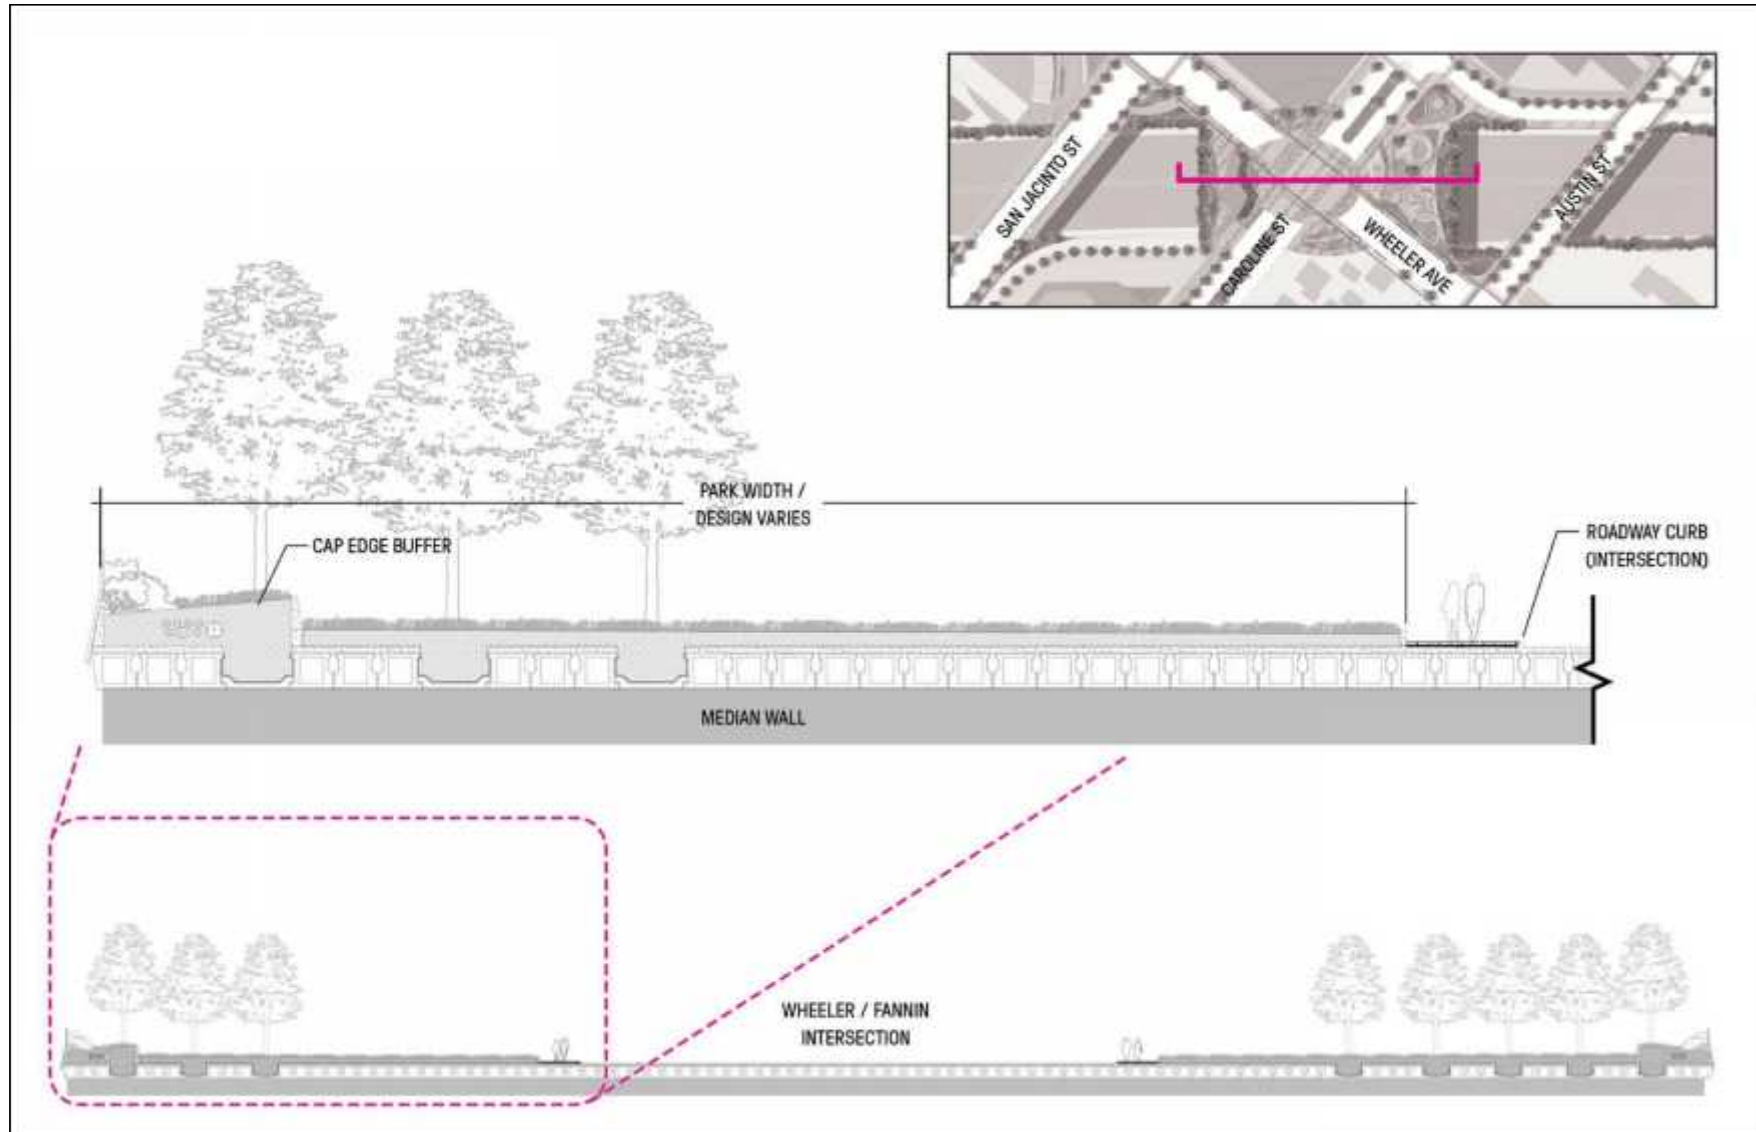 SAN JACINTO ST
CAROLINE ST
WHEELER AVE
AUSTIN ST
PARK WIDTH /
DESIGN VARIES
CAP EDGE BUFFER
ROADWAY CURB
(INTERSECTION)
MEDIAN WALL
WHEELER / FANNIN
INTERSECTION